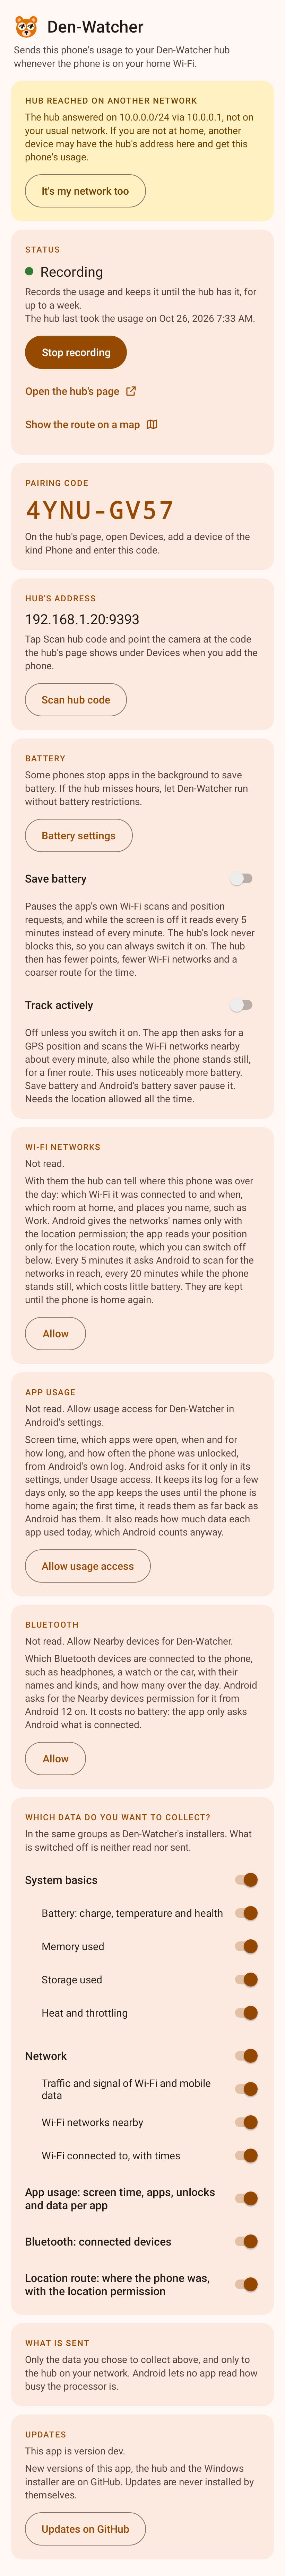 Den-Watcher
Sends this phone's usage to your Den-Watcher hub
whenever the phone is on your home Wi-Fi.
HUB REACHED ON ANOTHER NETWORK
The hub answered on 10.0.0.0/24 via 10.0.0.1, not on
your usual network. If you are not at home, another
device may have the hub's address here and get this
phone's usage.
It's my network too
STATUS
Recording
Records the usage and keeps it until the hub has it, for
up to a week.
The hub last took the usage on Oct 26, 2026 7:33 AM.
Stop recording
Open the hub's page
Show the route on a map
PAIRING CODE
4YNU-GV57
On the hub's page, open Devices, add a device of the
kind Phone and enter this code.
HUB'S ADDRESS
192.168.1.20:9393
Tap Scan hub code and point the camera at the code
the hub's page shows under Devices when you add the
phone.
Scan hub code
BATTERY
Some phones stop apps in the background to save
battery. If the hub misses hours, let Den-Watcher run
without battery restrictions.
Battery settings
Save battery
Pauses the app's own Wi-Fi scans and position
requests, and while the screen is off it reads every 5
minutes instead of every minute. The hub's lock never
blocks this, so you can always switch it on. The hub
then has fewer points, fewer Wi-Fi networks and a
coarser route for the time.
Track actively
Off unless you switch it on. The app then asks for a
GPS position and scans the Wi-Fi networks nearby
about every minute, also while the phone stands still,
for a finer route. This uses noticeably more battery.
Save battery and Android's battery saver pause it.
Needs the location allowed all the time.
WI-FI NETWORKS
Not read.
With them the hub can tell where this phone was over
the day: which Wi-Fi it was connected to and when,
which room at home, and places you name, such as
Work. Android gives the networks' names only with
the location permission; the app reads your position
only for the location route, which you can switch off
below. Every 5 minutes it asks Android to scan for the
networks in reach, every 20 minutes while the phone
stands still, which costs little battery. They are kept
until the phone is home again.
Allow
APP USAGE
Not read. Allow usage access for Den-Watcher in
Android's settings.
Screen time, which apps were open, when and for
how long, and how often the phone was unlocked,
from Android's own log. Android asks for it only in its
settings, under Usage access. It keeps its log for a few
days only, so the app keeps the uses until the phone is
home again; the first time, it reads them as far back as
Android has them. It also reads how much data each
app used today, which Android counts anyway.
Allow usage access
BLUETOOTH
Not read. Allow Nearby devices for Den-Watcher.
Which Bluetooth devices are connected to the phone,
such as headphones, a watch or the car, with their
names and kinds, and how many over the day. Android
asks for the Nearby devices permission for it from
Android 12 on. It costs no battery: the app only asks
Android what is connected.
Allow
WHICH DATA DO YOU WANT TO COLLECT?
In the same groups as Den-Watcher's installers. What
is switched off is neither read nor sent.
System basics
Battery: charge, temperature and health
Memory used
Storage used
Heat and throttling
Network
Traffic and signal of Wi-Fi and mobile
data
Wi-Fi networks nearby
Wi-Fi connected to, with times
App usage: screen time, apps, unlocks
and data per app
Bluetooth: connected devices
Location route: where the phone was,
with the location permission
WHAT IS SENT
Only the data you chose to collect above, and only to
the hub on your network. Android lets no app read how
busy the processor is.
UPDATES
This app is version dev.
New versions of this app, the hub and the Windows
installer are on GitHub. Updates are never installed by
themselves.
Updates on GitHub